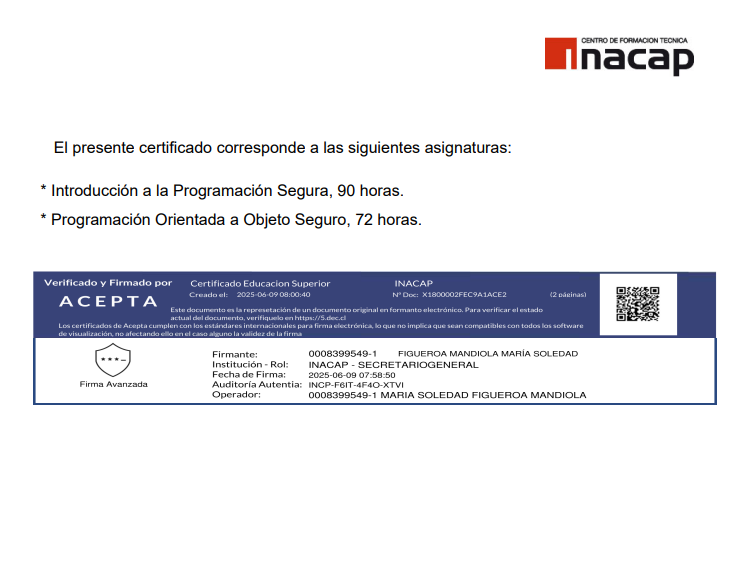 CENTRO DE FORMACION TECNICA
inacap
El presente certificado corresponde a las siguientes asignaturas:
* Introducción a la Programación Segura, 90 horas.
* Programación Orientada a Objeto Seguro, 72 horas.
Verificado y Firmado por
ACEPTA
Certificado Educacion Superior
INACAP
Creado el: 2025-06-09 08:00:40
Nº Doc: X1800002FEC9A1ACE2
(2 páginas)
Este documento es la represetación de un documento original en formanto electrónico. Para verificar el estado
actual del documento, verifiquelo en https://5.dec.cl
Los certificados de Acepta cumplen con los estándares internacionales para firma electrónica, lo que no implica que sean compatibles con todos los software
de visualización, no afectando ello en el caso alguno la validez de la firma
Firma Avanzada
Firmante: 0008399549-1 FIGUEROA MANDIOLA MARÍA SOLEDAD
Institución - Rol: INACAP - SECRETARIOGENERAL
Fecha de Firma: 2025-06-09 07:58:50
Auditoría Autentia: INCP-F6IT-4F4O-XTVI
Operador: 0008399549-1 MARIA SOLEDAD FIGUEROA MANDIOLA